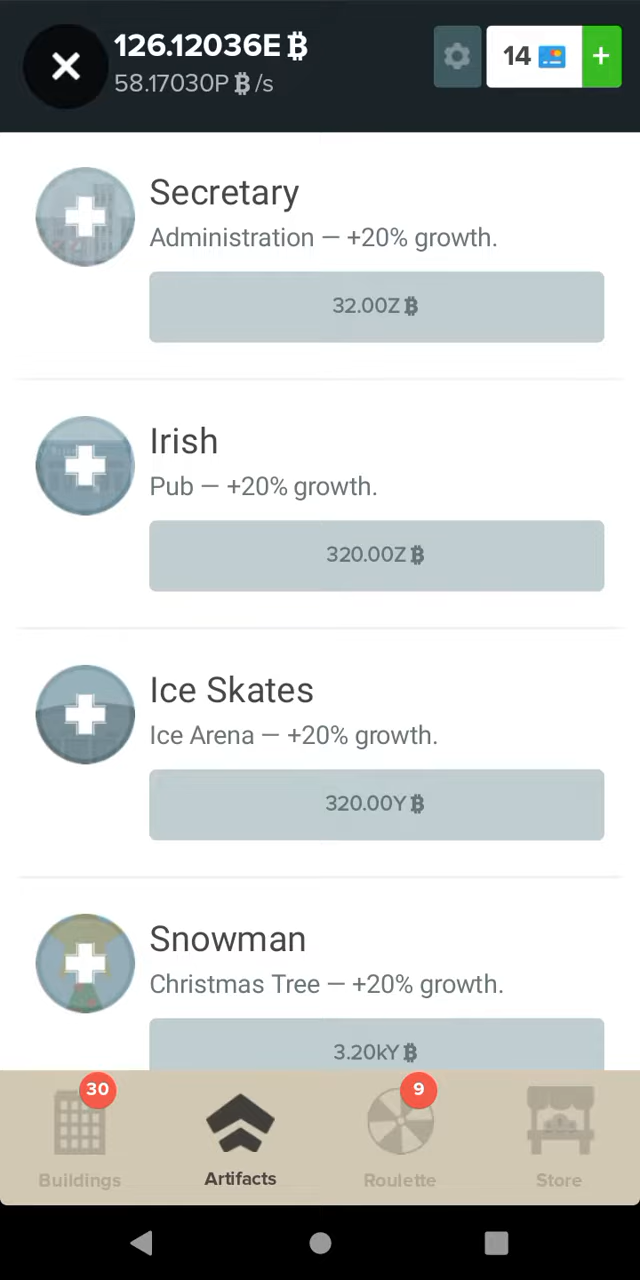 126.12036E ₿
58.17030P ₿ /s
14
+
Secretary
Administration — +20% growth.
32.00Z ₿
Irish
Pub — +20% growth.
320.00Z ₿
Ice Skates
Ice Arena — +20% growth.
320.00Y ₿
Snowman
Christmas Tree — +20% growth.
3.20kY ₿
30
9
Buildings
Artifacts
Roulette
Store